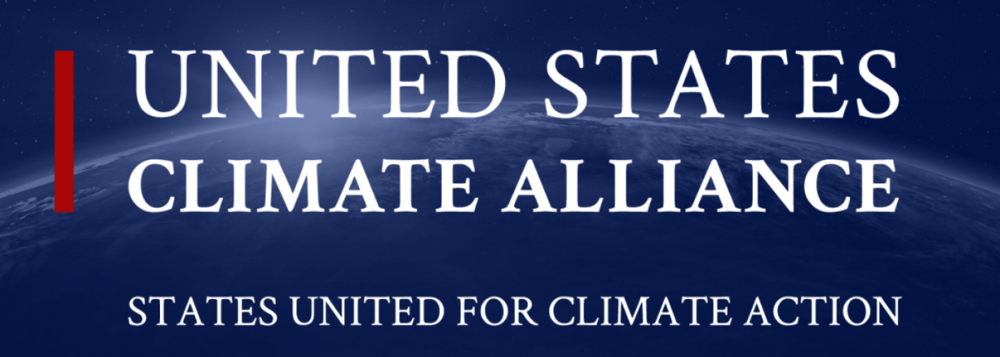 UNITED STATES
CLIMATE ALLIANCE
STATES UNITED FOR CLIMATE ACTION